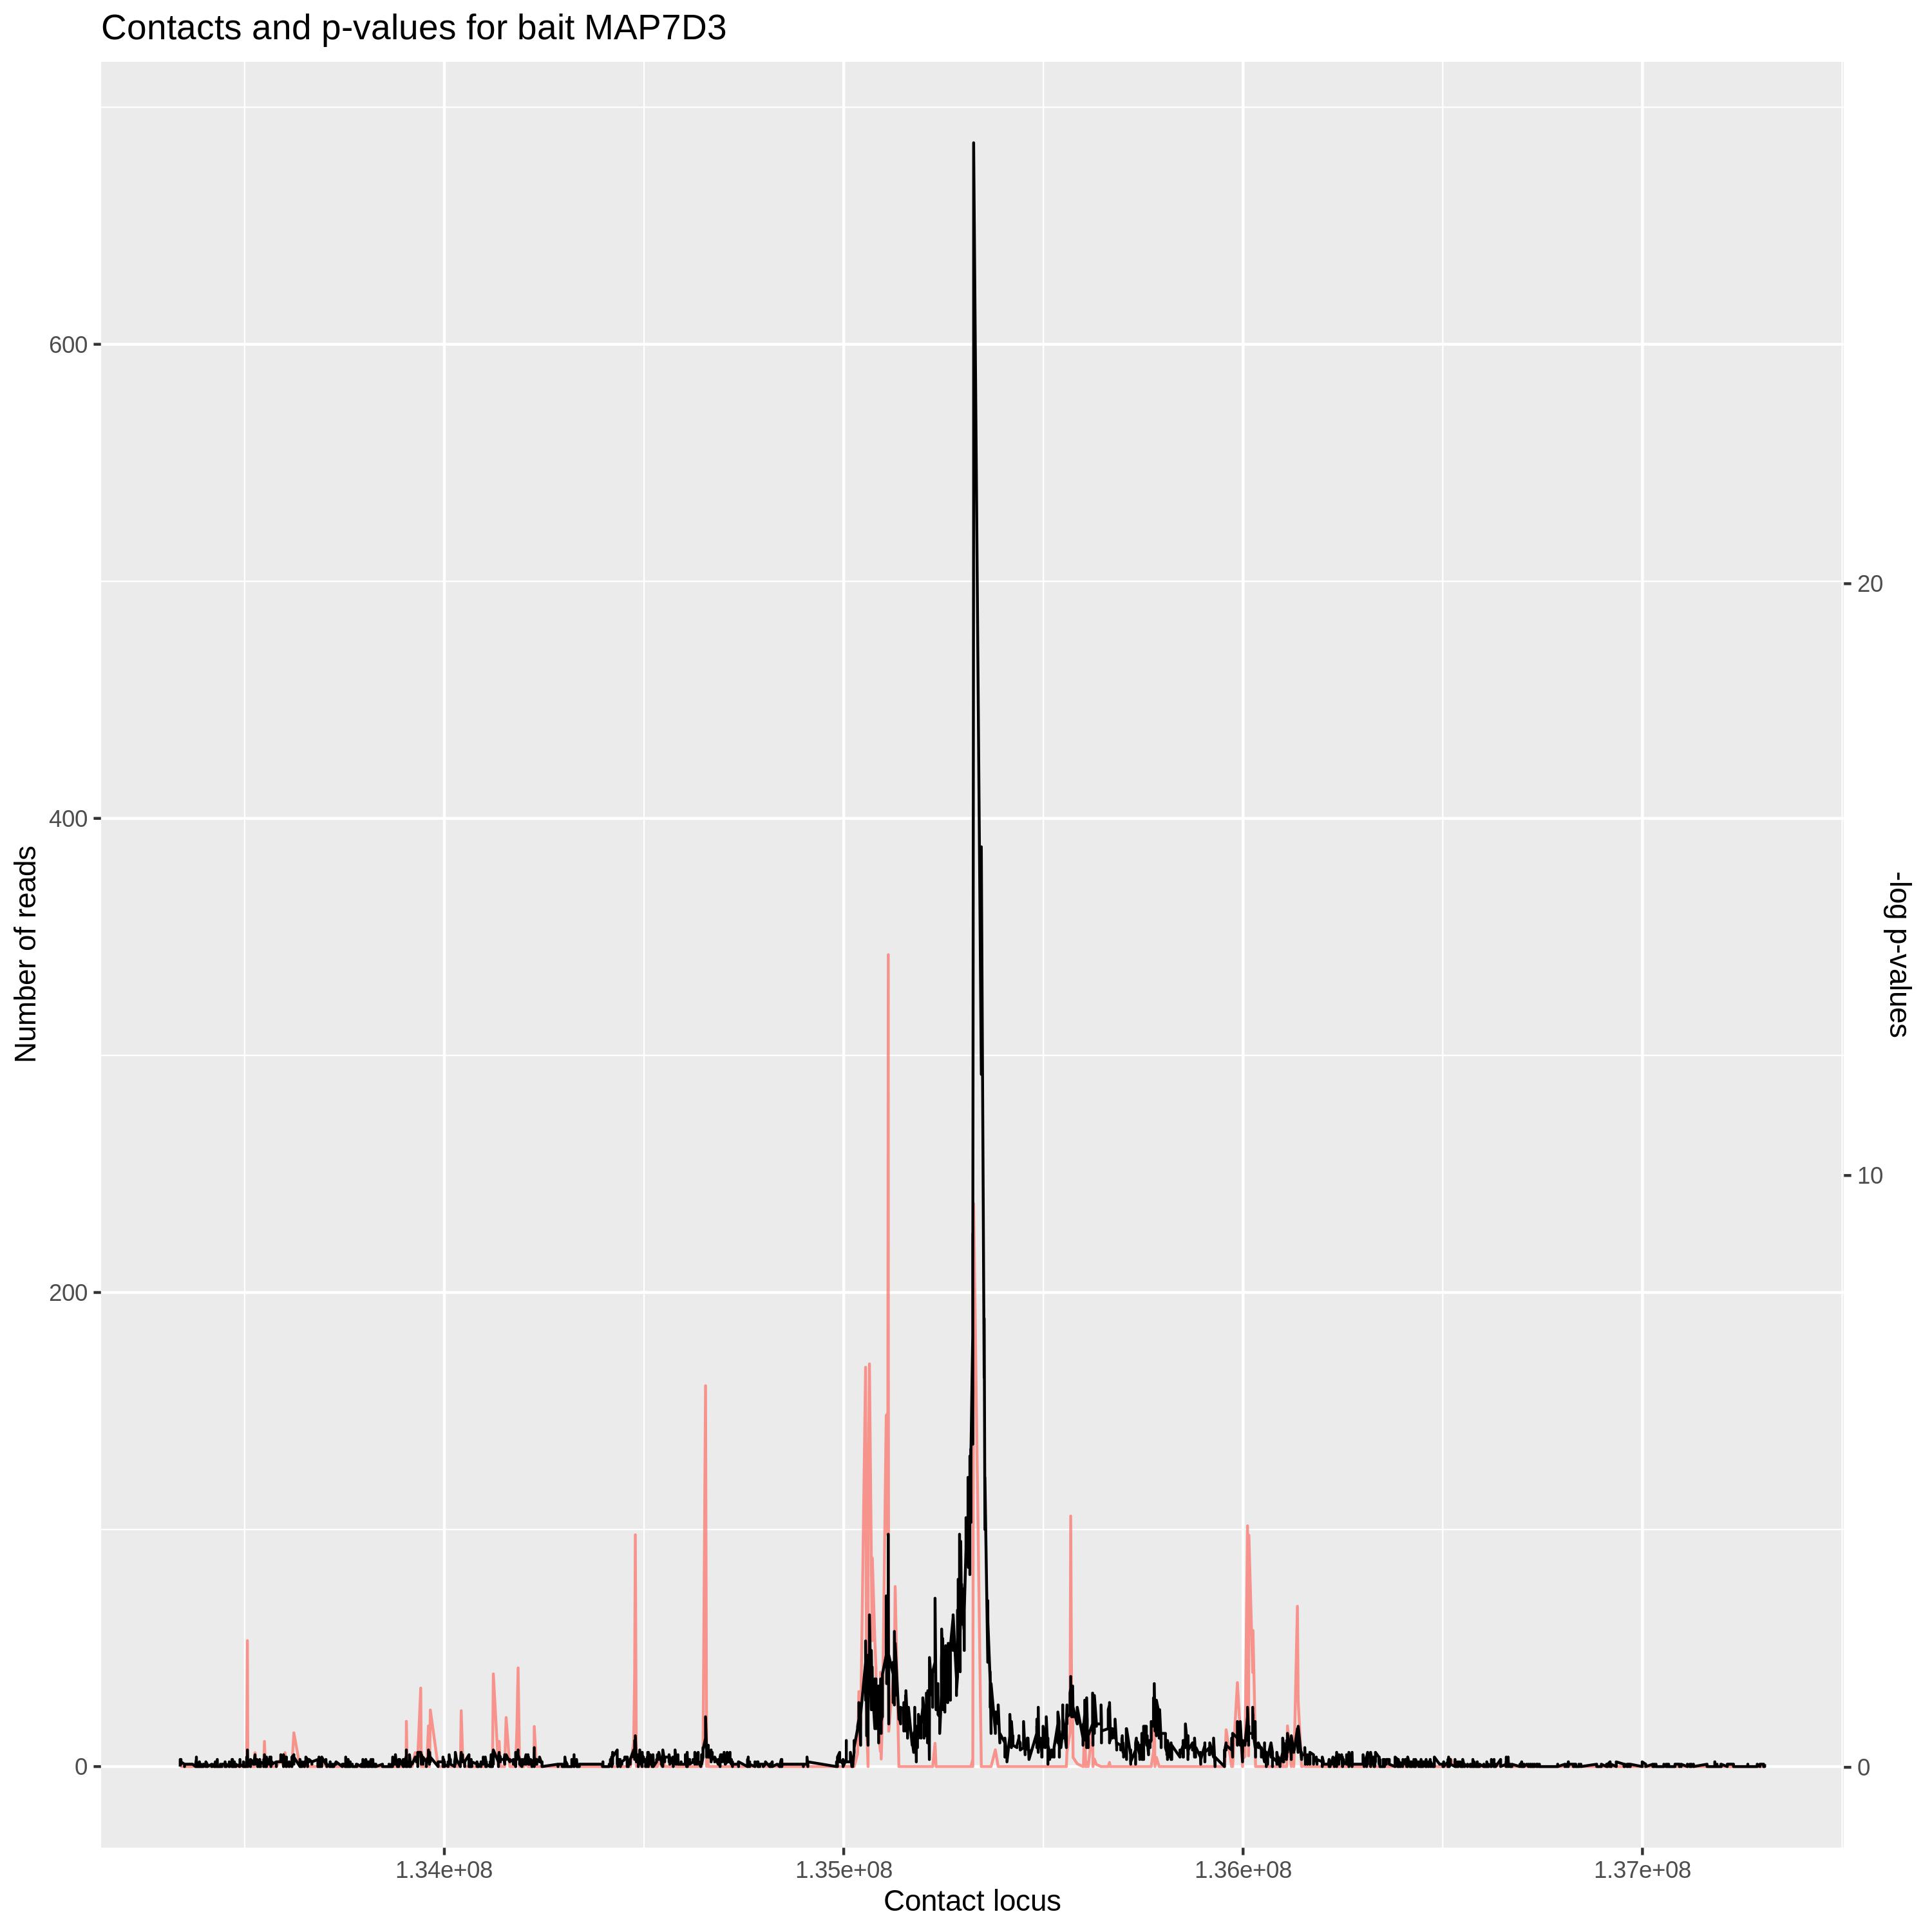 Contacts and p-values for bait MAP7D3
Number of reads
600
400
200
0
20
10
0
-log p-values
1.34e+08
1.35e+08
1.36e+08
1.37e+08
Contact locus